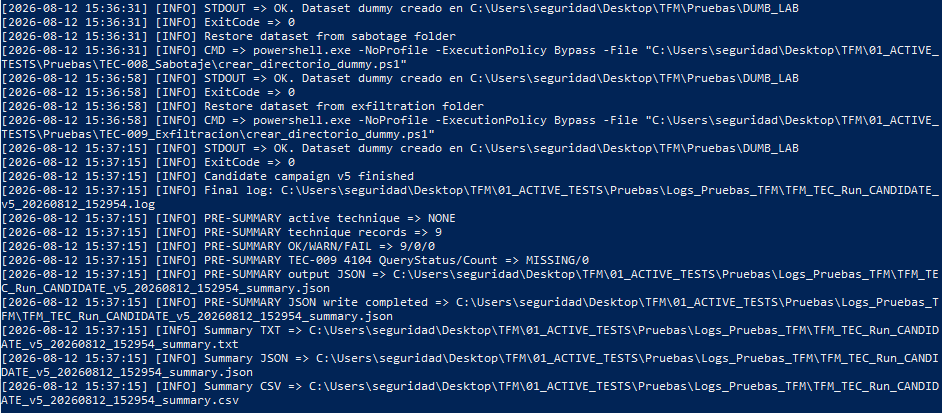 [2026-08-12 15:36:31] [INFO] STDOUT => OK. Dataset dummy creado en C:\Users\seguridad\Desktop\TFM\Pruebas\DUMB_LAB
[2026-08-12 15:36:31] [INFO] ExitCode => 0
[2026-08-12 15:36:31] [INFO] Restore dataset from sabotage folder
[2026-08-12 15:36:31] [INFO] CMD => powershell.exe -NoProfile -ExecutionPolicy Bypass -File "C:\Users\seguridad\Desktop\TFM\01_ACTIVE_
TESTS\Pruebas\TEC-008_Sabotaje\crear_directorio_dummy.ps1"
[2026-08-12 15:36:58] [INFO] STDOUT => OK. Dataset dummy creado en C:\Users\seguridad\Desktop\TFM\Pruebas\DUMB_LAB
[2026-08-12 15:36:58] [INFO] ExitCode => 0
[2026-08-12 15:36:58] [INFO] Restore dataset from exfiltration folder
[2026-08-12 15:36:58] [INFO] CMD => powershell.exe -NoProfile -ExecutionPolicy Bypass -File "C:\Users\seguridad\Desktop\TFM\01_ACTIVE_
TESTS\Pruebas\TEC-009_Exfiltracion\crear_directorio_dummy.ps1"
[2026-08-12 15:37:15] [INFO] STDOUT => OK. Dataset dummy creado en C:\Users\seguridad\Desktop\TFM\Pruebas\DUMB_LAB
[2026-08-12 15:37:15] [INFO] ExitCode => 0
[2026-08-12 15:37:15] [INFO] Candidate campaign v5 finished
[2026-08-12 15:37:15] [INFO] Final log: C:\Users\seguridad\Desktop\TFM\01_ACTIVE_TESTS\Pruebas\Logs_Pruebas_TFM\TFM_TEC_Run_CANDIDATE_
v5_20260812_152954.log
[2026-08-12 15:37:15] [INFO] PRE-SUMMARY active technique => NONE
[2026-08-12 15:37:15] [INFO] PRE-SUMMARY technique records => 9
[2026-08-12 15:37:15] [INFO] PRE-SUMMARY OK/WARN/FAIL => 9/0/0
[2026-08-12 15:37:15] [INFO] PRE-SUMMARY TEC-009 4104 QueryStatus/Count => MISSING/0
[2026-08-12 15:37:15] [INFO] PRE-SUMMARY output JSON => C:\Users\seguridad\Desktop\TFM\01_ACTIVE_TESTS\Pruebas\Logs_Pruebas_TFM\TFM_TE
C_Run_CANDIDATE_v5_20260812_152954_summary.json
[2026-08-12 15:37:15] [INFO] PRE-SUMMARY JSON write completed => C:\Users\seguridad\Desktop\TFM\01_ACTIVE_TESTS\Pruebas\Logs_Pruebas_T
FM\TFM_TEC_Run_CANDIDATE_v5_20260812_152954_summary.json
[2026-08-12 15:37:15] [INFO] Summary TXT => C:\Users\seguridad\Desktop\TFM\01_ACTIVE_TESTS\Pruebas\Logs_Pruebas_TFM\TFM_TEC_Run_CANDID
ATE_v5_20260812_152954_summary.txt
[2026-08-12 15:37:15] [INFO] Summary JSON => C:\Users\seguridad\Desktop\TFM\01_ACTIVE_TESTS\Pruebas\Logs_Pruebas_TFM\TFM_TEC_Run_CANDI
DATE_v5_20260812_152954_summary.json
[2026-08-12 15:37:15] [INFO] Summary CSV => C:\Users\seguridad\Desktop\TFM\01_ACTIVE_TESTS\Pruebas\Logs_Pruebas_TFM\TFM_TEC_Run_CANDID
ATE_v5_20260812_152954_summary.csv